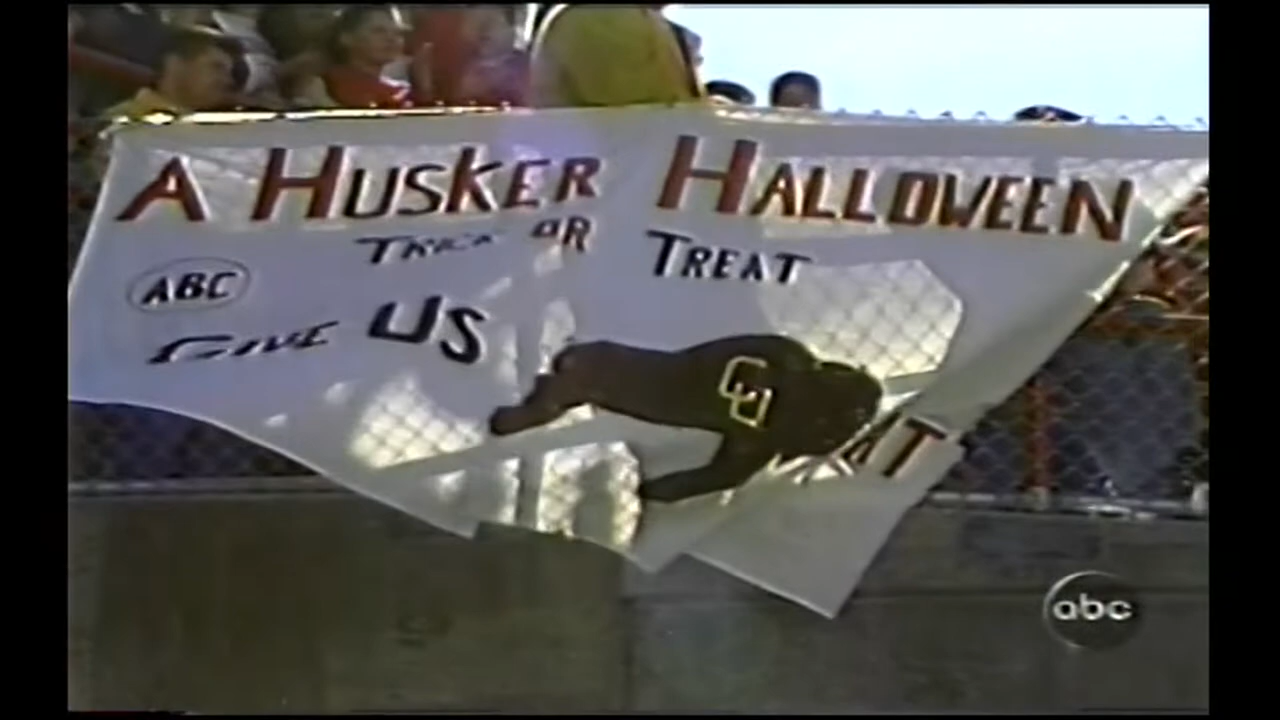 A HUSKER HALLOWEEN
TRICK OR TREAT
ABC
GIVE US
CU
abc